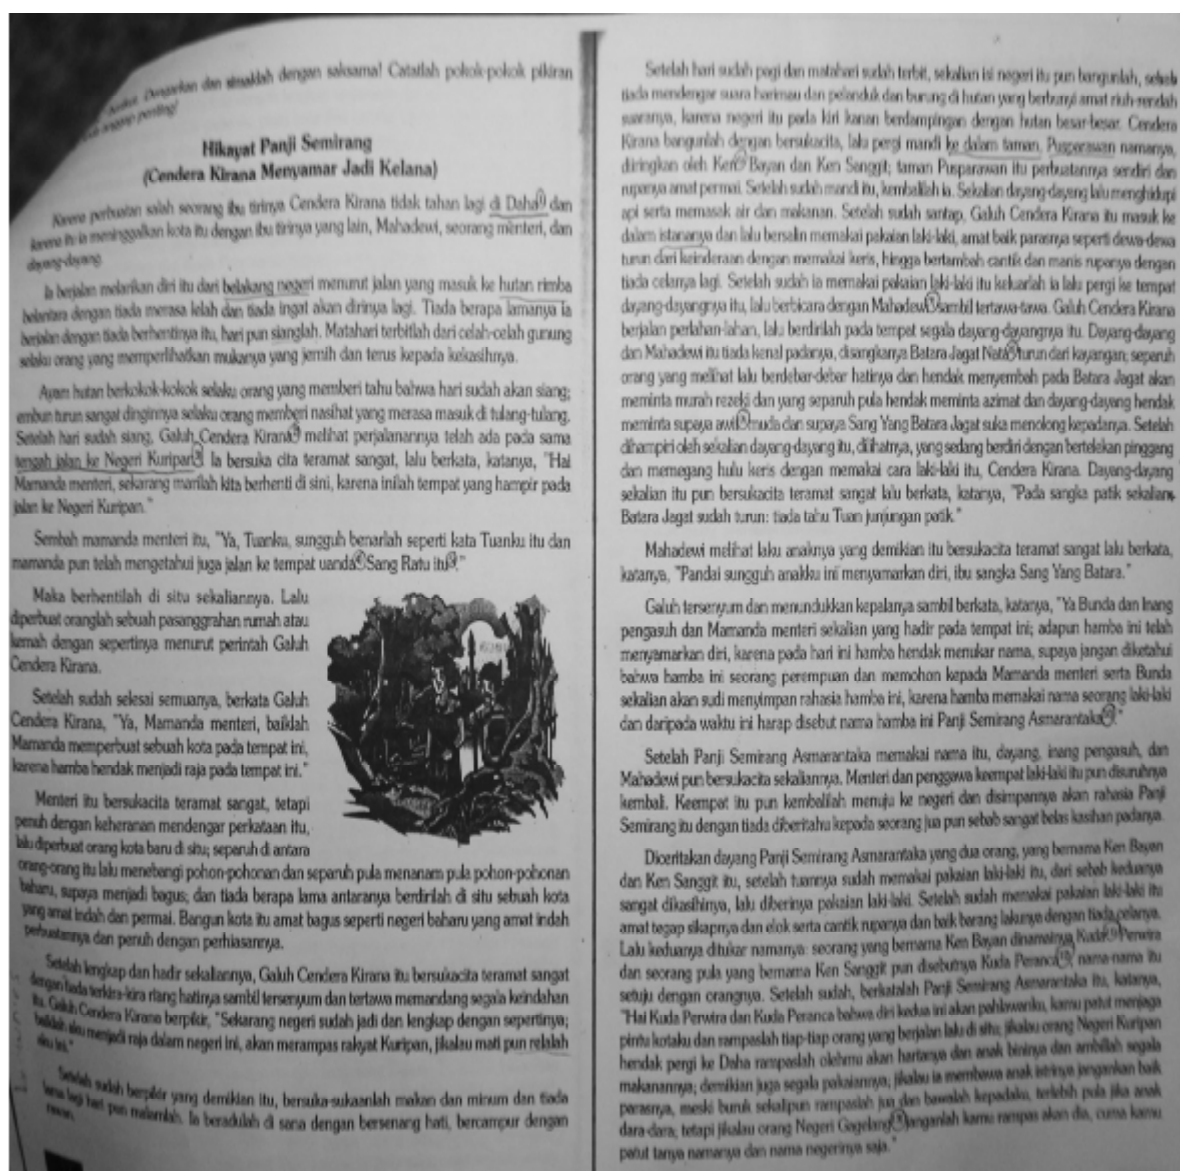 berikut. Dengarkan dan simaklah dengan saksama! Catatlah pokok-pokok pikiran
yang dianggap penting!
Hikayat Panji Semirang
(Cendera Kirana Menyamar Jadi Kelana)
Karena perbuatan salah seorang ibu tirinya Cendera Kirana tidak tahan lagi di Daha dan
karena itu ia meninggalkan kota itu dengan ibu tirinya yang lain, Mahadewi, seorang menteri, dan
dayang-dayang.
Ia berjalan melarikan diri itu dari belakang negeri menurut jalan yang masuk ke hutan rimba
belantara dengan tiada merasa lelah dan tiada ingat akan dirinya lagi. Tiada berapa lamanya ia
berjalan dengan tiada berhentinya itu, hari pun sianglah. Matahari terbitlah dari celah-celah gunung
selaku orang yang memperlihatkan mukanya yang jernih dan terus kepada kekasihnya.
Ayam hutan berkokok-kokok selaku orang yang memberi tahu bahwa hari sudah akan siang;
embun turun sangat dinginnya selaku orang memberi nasihat yang merasa masuk di tulang-tulang.
Setelah hari sudah siang, Galuh Cendera Kirana melihat perjalanannya telah ada pada sama
tengah jalan ke Negeri Kuripan. Ia bersuka cita teramat sangat, lalu berkata, katanya, "Hai
Mamanda menteri, sekarang marilah kita berhenti di sini, karena inilah tempat yang hampir pada
jalan ke Negeri Kuripan."
Sembah mamanda menteri itu, "Ya, Tuanku, sungguh benarlah seperti kata Tuanku itu dan
mamanda pun telah mengetahui juga jalan ke tempat uanda Sang Ratu itu."
Maka berhentilah di situ sekaliannya. Lalu
diperbuat oranglah sebuah pasanggrahan rumah atau
kemah dengan sepertinya menurut perintah Galuh
Cendera Kirana.
Setelah sudah selesai semuanya, berkata Galuh
Cendera Kirana, "Ya, Mamanda menteri, baiklah
Mamanda memperbuat sebuah kota pada tempat ini,
karena hamba hendak menjadi raja pada tempat ini."
Menteri itu bersukacita teramat sangat, tetapi
penuh dengan keheranan mendengar perkataan itu,
lalu diperbuat orang kota baru di situ; separuh di antara
orang-orang itu lalu menebangi pohon-pohonan dan separuh pula menanam pula pohon-pohonan
baharu, supaya menjadi bagus; dan tiada berapa lama antaranya berdirilah di situ sebuah kota
yang amat indah dan permai. Bangun kota itu amat bagus seperti negeri baharu yang amat indah
perbuatannya dan penuh dengan perhiasannya.
Setelah lengkap dan hadir sekaliannya, Galuh Cendera Kirana itu bersukacita teramat sangat
dengan tiada terkira-kira riang hatinya sambil tersenyum dan tertawa memandang segala keindahan
itu. Galuh Cendera Kirana berpikir, "Sekarang negeri sudah jadi dan lengkap dengan sepertinya;
baiklah aku menjadi raja dalam negeri ini, akan merampas rakyat Kuripan, jikalau mati pun relalah
aku ini."
Setelah sudah berpikir yang demikian itu, bersuka-sukaanlah makan dan minum dan tiada
lama lagi hari pun malamlah. Ia beradulah di sana dengan bersenang hati, bercampur dengan
rawan.
Setelah hari sudah pagi dan matahari sudah terbit, sekalian isi negeri itu pun bangunlah, sebab
tiada mendengar suara harimau dan pelanduk dan burung di hutan yang berbunyi amat riuh-rendah
suaranya, karena negeri itu pada kiri kanan berdampingan dengan hutan besar-besar. Cendera
Kirana bangunlah dengan bersukacita, lalu pergi mandi ke dalam taman, Pusparawan namanya,
diiringkan oleh Ken Bayan dan Ken Sanggit; taman Pusparawan itu perbuatannya sendiri dan
rupanya amat permai. Setelah sudah mandi itu, kembalilah ia. Sekalian dayang-dayang lalu menghidupi
api serta memasak air dan makanan. Setelah sudah santap, Galuh Cendera Kirana itu masuk ke
dalam istananya dan lalu bersalin memakai pakaian laki-laki, amat baik parasnya seperti dewa-dewa
turun dari keinderaan dengan memakai keris, hingga bertambah cantik dan manis rupanya dengan
tiada celanya lagi. Setelah sudah ia memakai pakaian laki-laki itu keluarlah ia lalu pergi ke tempat
dayang-dayangnya itu, lalu berbicara dengan Mahadewi sambil tertawa-tawa. Galuh Cendera Kirana
berjalan perlahan-lahan, lalu berdirilah pada tempat segala dayang-dayangnya itu. Dayang-dayang
dan Mahadewi itu tiada kenal padanya, disangkanya Batara Jagat Nata turun dari kayangan; separuh
orang yang melihat lalu berdebar-debar hatinya dan hendak menyembah pada Batara Jagat akan
meminta murah rezeki dan yang separuh pula hendak meminta azimat dan dayang-dayang hendak
meminta supaya awit muda dan supaya Sang Yang Batara Jagat suka menolong kepadanya. Setelah
dihampiri oleh sekalian dayang-dayang itu, dilihatnya, yang sedang berdiri dengan bertelekan pinggang
dan memegang hulu keris dengan memakai cara laki-laki itu, Cendera Kirana. Dayang-dayang
sekalian itu pun bersukacita teramat sangat lalu berkata, katanya, "Pada sangka patik sekalian,
Batara Jagat sudah turun: tiada tahu Tuan junjungan patik."
Mahadewi melihat laku anaknya yang demikian itu bersukacita teramat sangat lalu berkata,
katanya, "Pandai sungguh anakku ini menyamarkan diri, ibu sangka Sang Yang Batara."
Galuh tersenyum dan menundukkan kepalanya sambil berkata, katanya, "Ya Bunda dan Inang
pengasuh dan Mamanda menteri sekalian yang hadir pada tempat ini; adapun hamba ini telah
menyamarkan diri, karena pada hari ini hamba hendak menukar nama, supaya jangan diketahui
bahwa hamba ini seorang perempuan dan memohon kepada Mamanda menteri serta Bunda
sekalian akan sudi menyimpan rahasia hamba ini, karena hamba memakai nama seorang laki-laki
dan daripada waktu ini harap disebut nama hamba ini Panji Semirang Asmarantaka."
Setelah Panji Semirang Asmarantaka memakai nama itu, dayang, inang pengasuh, dan
Mahadewi pun bersukacita sekaliannya. Menteri dan penggawa keempat laki-laki itu pun disuruhnya
kembali. Keempat itu pun kembalilah menuju ke negeri dan disimpannya akan rahasia Panji
Semirang itu dengan tiada diberitahu kepada seorang jua pun sebab sangat belas kasihan padanya.
Diceritakan dayang Panji Semirang Asmarantaka yang dua orang, yang bernama Ken Bayan
dan Ken Sanggit itu, setelah tuannya sudah memakai pakaian laki-laki itu, dari sebab keduanya
sangat dikasihinya, lalu diberinya pakaian laki-laki. Setelah sudah memakai pakaian laki-laki itu
amat tegap sikapnya dan elok serta cantik rupanya dan baik barang lakunya dengan tiada celanya.
Lalu keduanya ditukar namanya: seorang yang bernama Ken Bayan dinamainya Kuda Perwira
dan seorang pula yang bernama Ken Sanggit pun disebutnya Kuda Peranca, nama-nama itu
setuju dengan orangnya. Setelah sudah, berkatalah Panji Semirang Asmarantaka itu, katanya,
"Hai Kuda Perwira dan Kuda Peranca bahwa diri kedua ini akan pahlawanku, kamu patut menjaga
pintu kotaku dan rampaslah tiap-tiap orang yang berjalan lalu di situ; jikalau orang Negeri Kuripan
hendak pergi ke Daha rampaslah olehmu akan hartanya dan anak bininya dan ambillah segala
makanannya; demikian juga segala pakaiannya; jikalau ia membawa anak istrinya jangankan baik
parasnya, meski buruk sekalipun rampaslah jua dan bawalah kepadaku, terlebih pula jika anak
dara-dara; tetapi jikalau orang Negeri Gagelang janganlah kamu rampas akan dia, cuma kamu
patut tanya namanya dan nama negerinya saja."